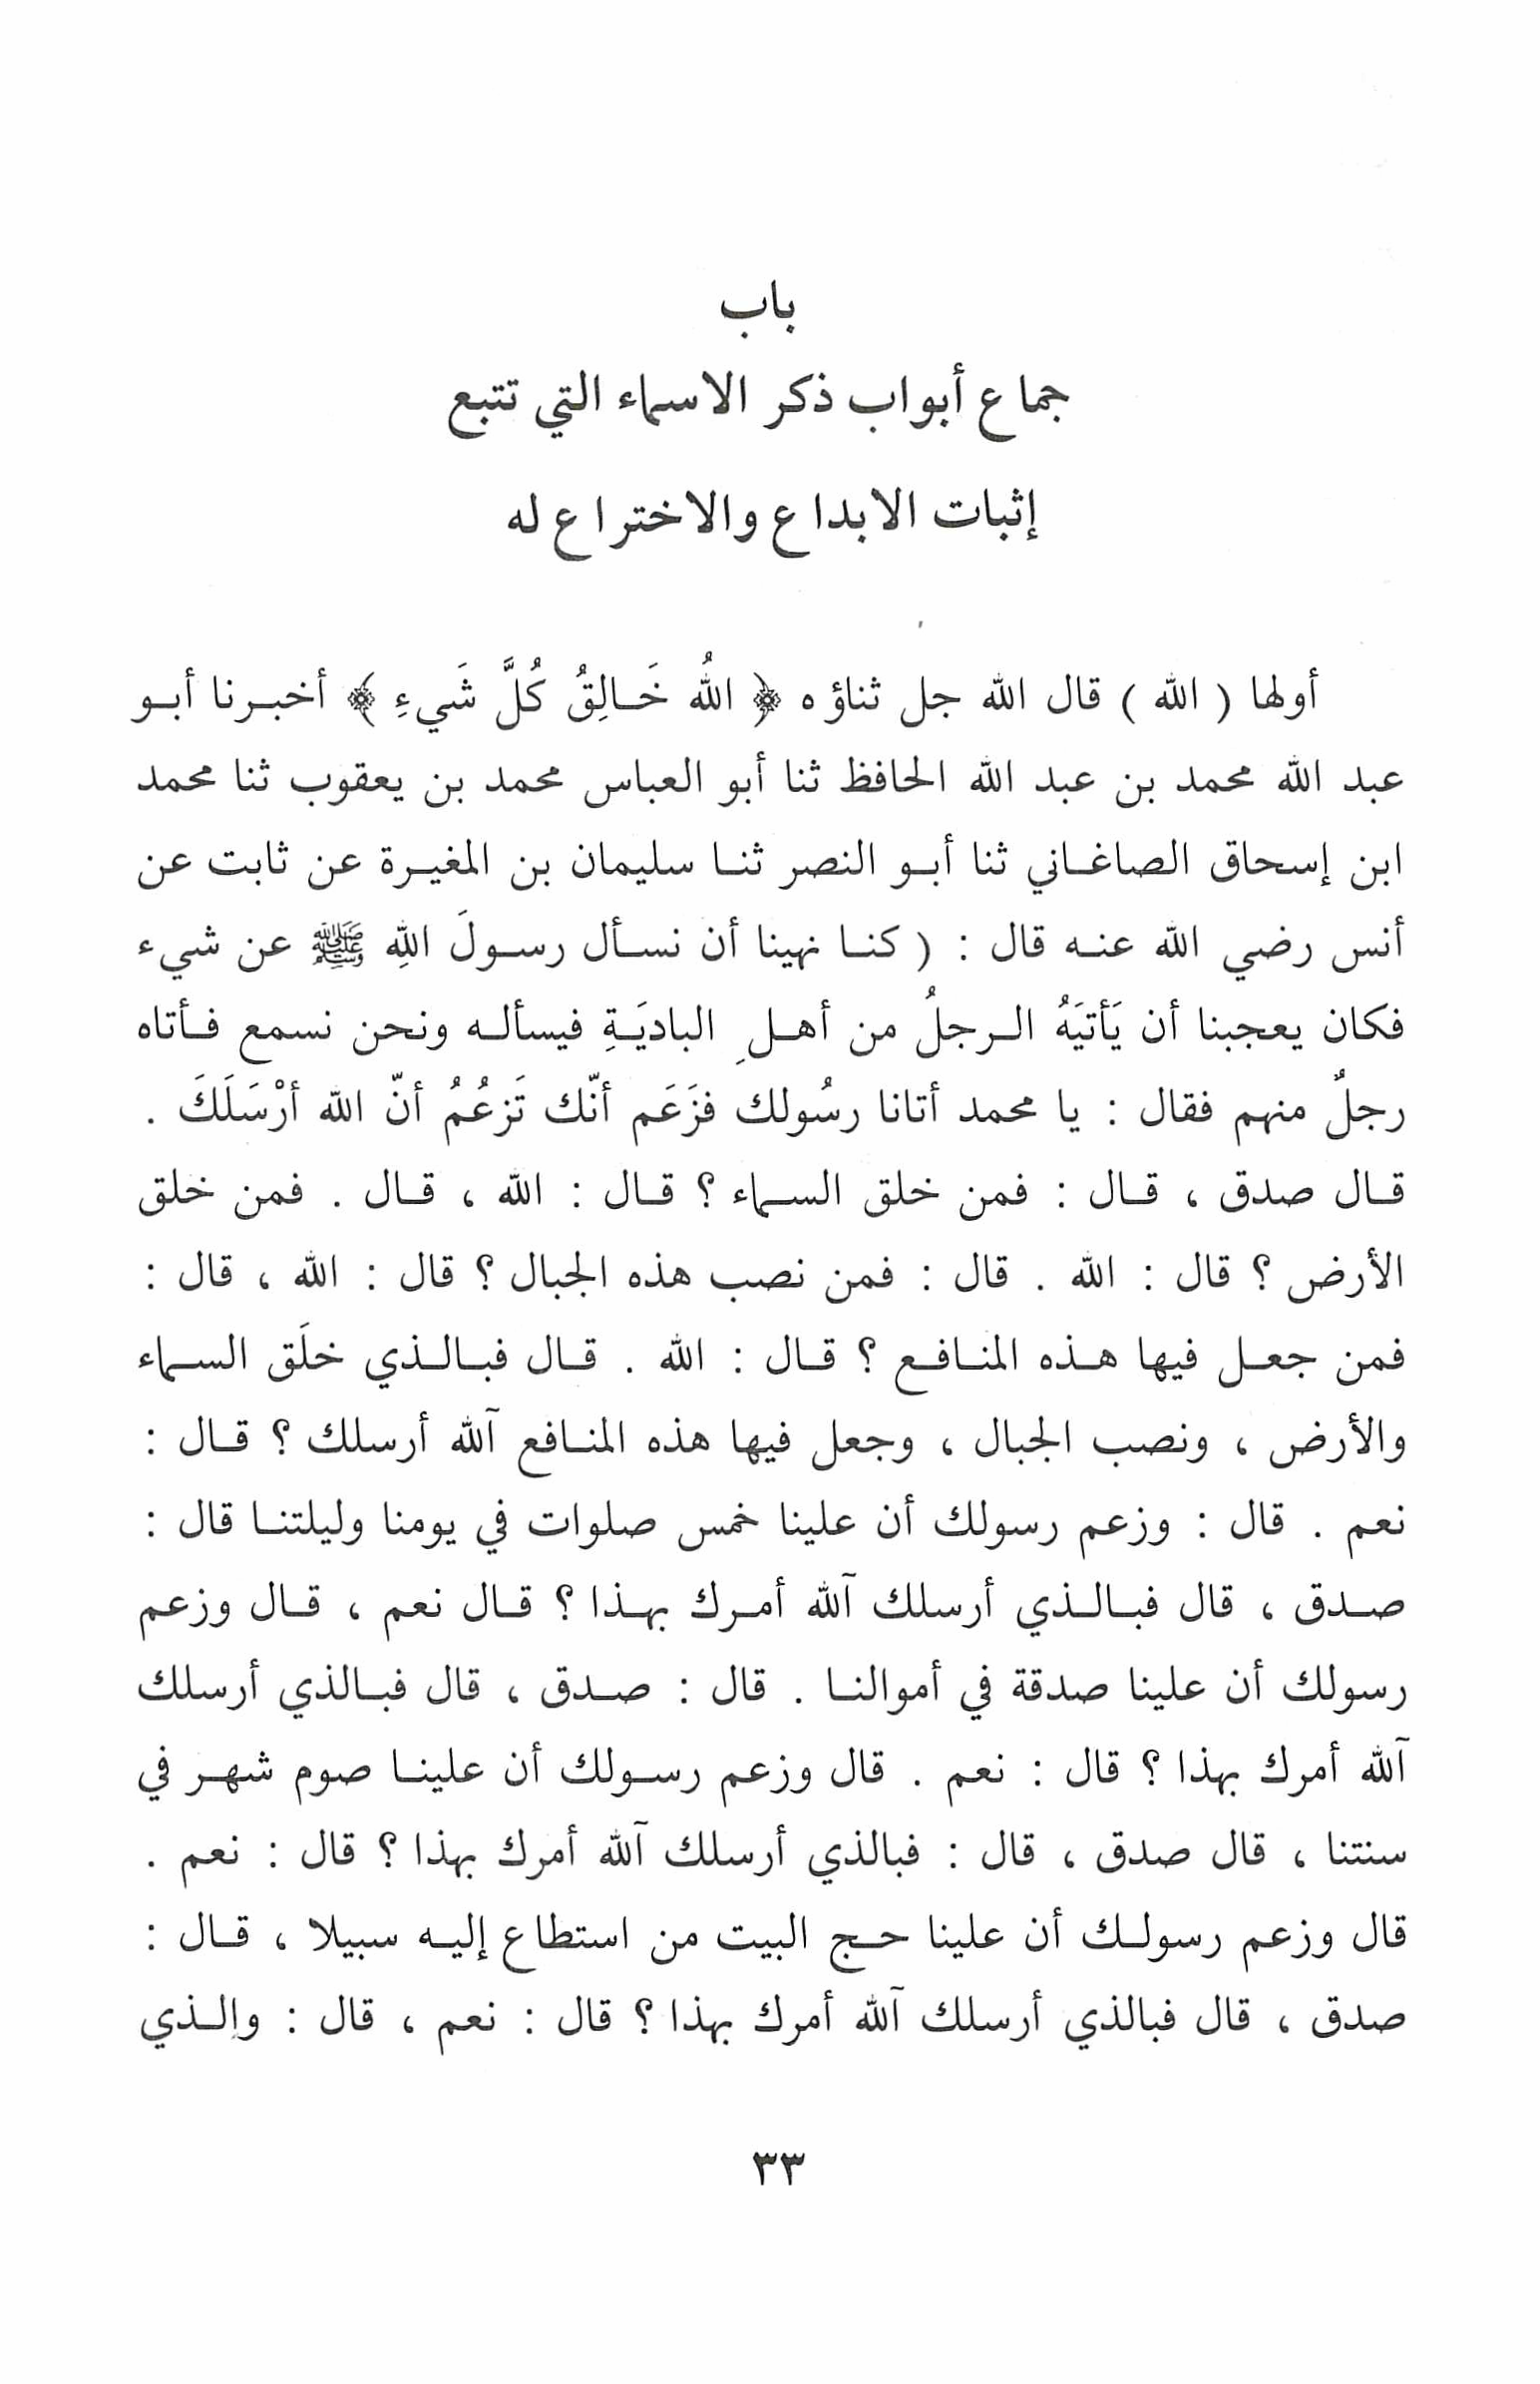 باب
جماع أبواب ذكر الاسماء التي تتبع
إثبات الابداع والاختراع له
أولها ( الله ) قال الله جل ثناؤه ﴿ اللهُ خَالِقُ كُلَّ شَيءِ ﴾ أخبرنا أبو
عبد الله محمد بن عبد الله الحافظ ثنا أبو العباس محمد بن يعقوب ثنا محمد
ابن إسحاق الصاغاني ثنا أبو النصر ثنا سليمان بن المغيرة عن ثابت عن
أنس رضي الله عنه قال : ( كنا نهينا أن نسأل رسولَ اللهِ ﷺ عن شيء
فكان يعجبنا أن يَأتيَهُ الرجلُ من أهلِ الباديَةِ فيسأله ونحن نسمع فأتاه
رجلٌ منهم فقال : يا محمد أتانا رسُولك فزَعَم أنّك تَزعُمُ أنّ الله أرْسَلَكَ .
قال صدق ، قال : فمن خلق السماء ؟ قال : الله ، قال . فمن خلق
الأرض ؟ قال : الله . قال : فمن نصب هذه الجبال ؟ قال : الله ، قال :
فمن جعل فيها هذه المنافع ؟ قال : الله . قال فبالذي خلَق السماء
والأرض ، ونصب الجبال ، وجعل فيها هذه المنافع آلله أرسلك ؟ قال :
نعم . قال : وزعم رسولك أن علينا خمس صلوات في يومنا وليلتنا قال :
صدق ، قال فبالذي أرسلك آلله أمرك بهذا ؟ قال نعم ، قال وزعم
رسولك أن علينا صدقة في أموالنا . قال : صدق ، قال فبالذي أرسلك
آلله أمرك بهذا ؟ قال : نعم . قال وزعم رسولك أن علينا صوم شهر في
سنتنا ، قال صدق ، قال : فبالذي أرسلك آلله أمرك بهذا ؟ قال : نعم .
قال وزعم رسولك أن علينا حج البيت من استطاع إليه سبيلا ، قال :
صدق ، قال فبالذي أرسلك آلله أمرك بهذا ؟ قال : نعم ، قال : والذي
٣٣